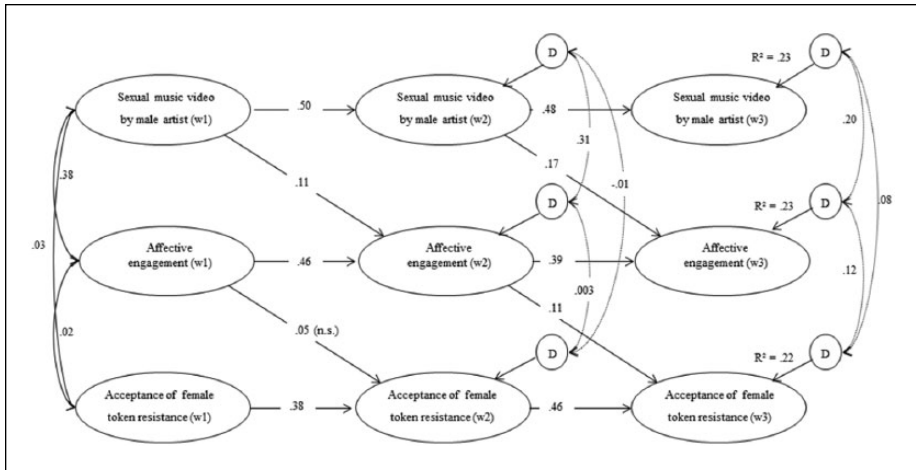 D
D
R² = .23
Sexual music video
by male artist (w1)
.50
Sexual music video
by male artist (w2)
.48
Sexual music video
by male artist (w3)
.38
.11
.31
.17
-.01
.20
D
R² = .23
D
.03
.08
Affective
engagement (w1)
.46
Affective
engagement (w2)
.39
Affective
engagement (w3)
.003
.12
.11
.02
.05 (n.s.)
D
R² = .22
D
Acceptance of female
token resistance (w1)
.38
Acceptance of female
token resistance (w2)
.46
Acceptance of female
token resistance (w3)